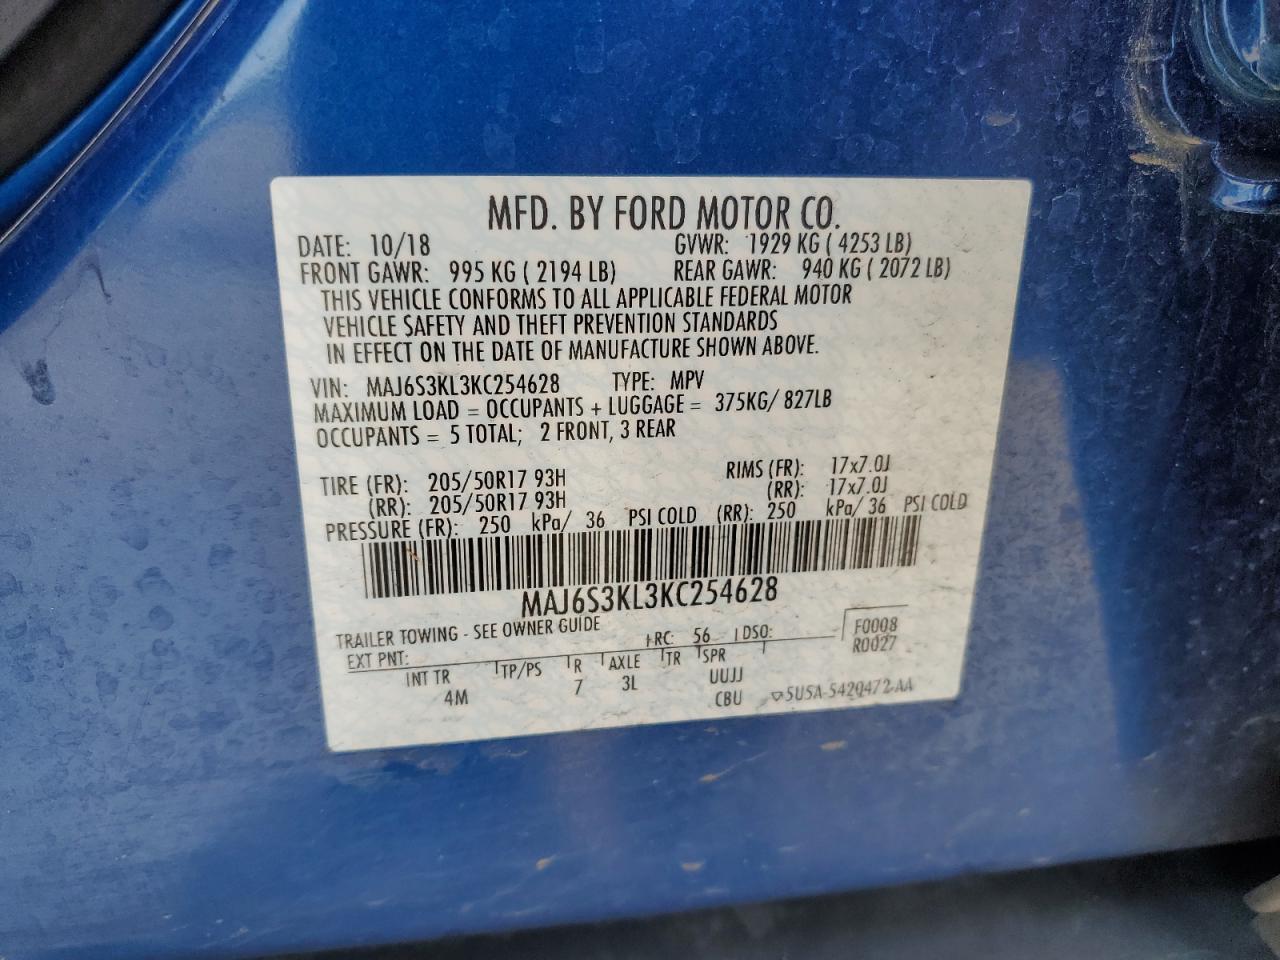 MFD. BY FORD MOTOR CO.
DATE: 10/18 GVWR: 1929 KG ( 4253 LB)
FRONT GAWR: 995 KG ( 2194 LB) REAR GAWR: 940 KG ( 2072 LB)
THIS VEHICLE CONFORMS TO ALL APPLICABLE FEDERAL MOTOR
VEHICLE SAFETY AND THEFT PREVENTION STANDARDS
IN EFFECT ON THE DATE OF MANUFACTURE SHOWN ABOVE.
VIN: MAJ6S3KL3KC254628 TYPE: MPV
MAXIMUM LOAD = OCCUPANTS + LUGGAGE = 375KG/ 827LB
OCCUPANTS = 5 TOTAL; 2 FRONT, 3 REAR
TIRE (FR): 205/50R17 93H RIMS (FR): 17x7.0J
(RR): 205/50R17 93H (RR): 17x7.0J
PRESSURE (FR): 250 kPa/ 36 PSI COLD (RR): 250 kPa/ 36 PSI COLD
MAJ6S3KL3KC254628
TRAILER TOWING - SEE OWNER GUIDE
EXT PNT: RC: 56 DSO: F0008
R0027
INT TR TP/PS R AXLE TR SPR
4M 7 3L UUJJ
CBU 5U5A-5420472-AA